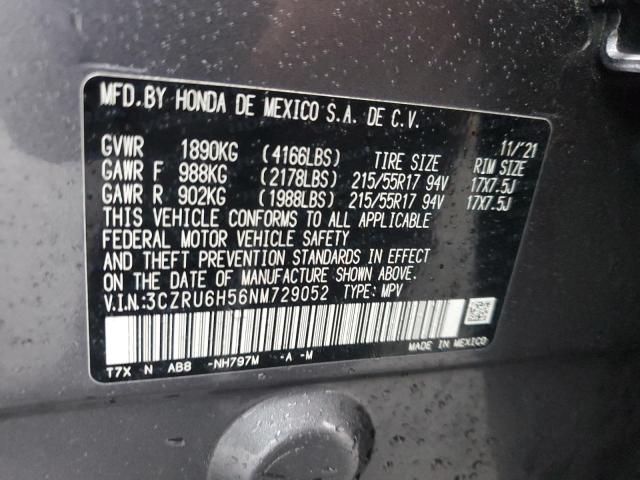 MFD.BY HONDA DE MEXICO S.A. DE C.V.
11/'21
GVWR 1890KG (4166LBS) TIRE SIZE RIM SIZE
GAWR F 988KG (2178LBS) 215/55R17 94V 17X7.5J
GAWR R 902KG (1988LBS) 215/55R17 94V 17X7.5J
THIS VEHICLE CONFORMS TO ALL APPLICABLE
FEDERAL MOTOR VEHICLE SAFETY
AND THEFT PREVENTION STANDARDS IN EFFECT
ON THE DATE OF MANUFACTURE SHOWN ABOVE.
V.I.N:3CZRU6H56NM729052 TYPE: MPV
MADE IN MEXICO
T7X N AB8 -NH797M -A -M